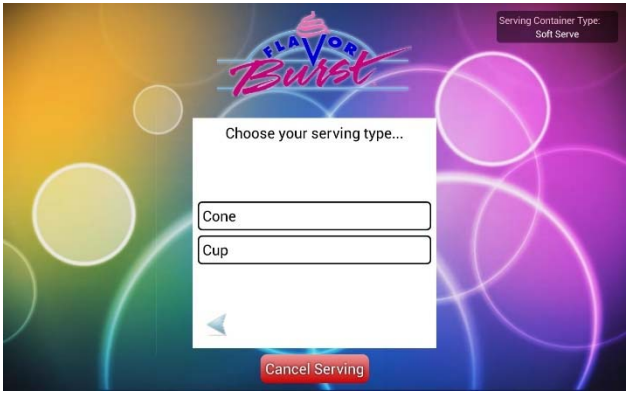 FLAVOR
Burst
Serving Container Type:
Soft Serve
Choose your serving type...
Cone
Cup
Cancel Serving